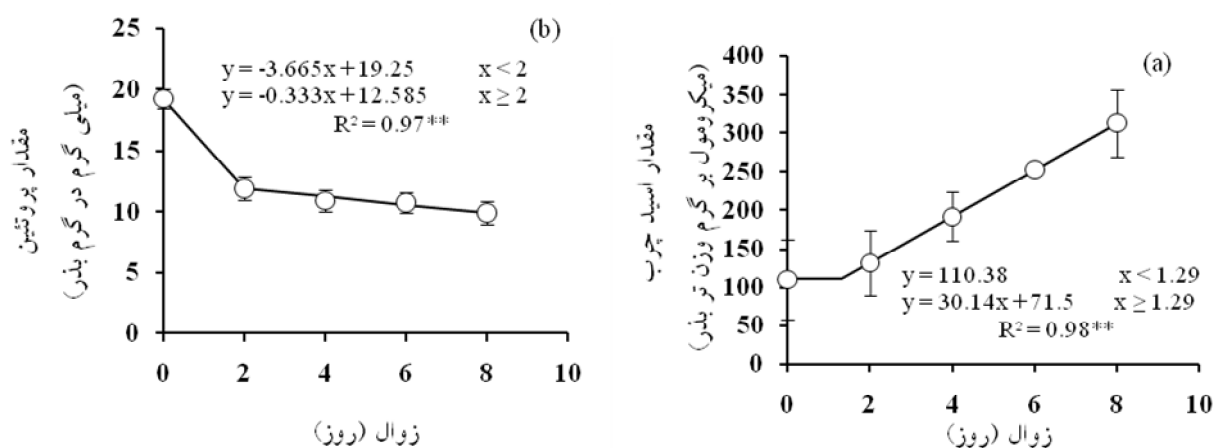 (b)
y = -3.665x+19.25 x < 2
y = -0.333x+12.585 x ≥ 2
R² = 0.97**
مقدار پروتئین
(میلی گرم در گرم بذر)
25
20
15
10
5
0
0 2 4 6 8 10
زوال (روز)
(a)
y = 110.38 x < 1.29
y = 30.14x+71.5 x ≥ 1.29
R² = 0.98**
مقدار اسید چرب
(میکرومول بر گرم وزن تر بذر)
400
350
300
250
200
150
100
50
0
0 2 4 6 8 10
زوال (روز)